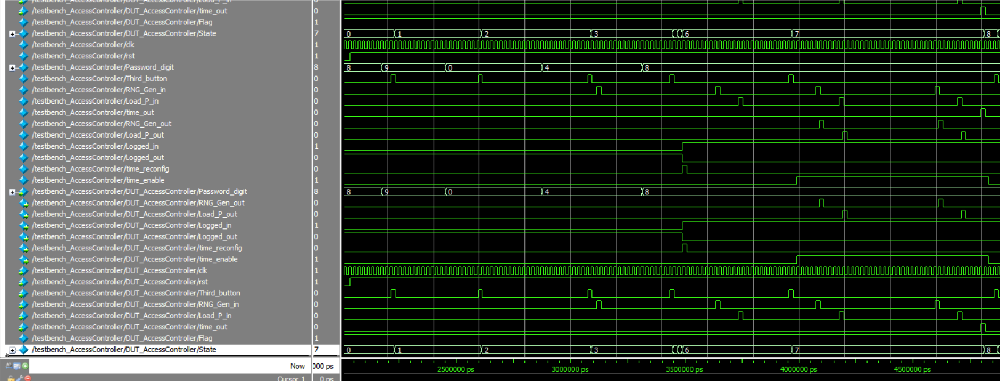 /testbench_AccessController/DUT_AccessController/Load_P_in 0
/testbench_AccessController/DUT_AccessController/time_out 0
/testbench_AccessController/DUT_AccessController/Flag 1
/testbench_AccessController/DUT_AccessController/State 7 0 1 2 3 6 7 8
/testbench_AccessController/clk 1
/testbench_AccessController/rst 1
/testbench_AccessController/Password_digit 8 8 9 0 4 8
/testbench_AccessController/Third_button 0
/testbench_AccessController/RNG_Gen_in 0
/testbench_AccessController/Load_P_in 0
/testbench_AccessController/time_out 0
/testbench_AccessController/RNG_Gen_out 0
/testbench_AccessController/Load_P_out 0
/testbench_AccessController/Logged_in 1
/testbench_AccessController/Logged_out 0
/testbench_AccessController/time_reconfig 0
/testbench_AccessController/time_enable 1
/testbench_AccessController/DUT_AccessController/Password_digit 8 8 9 0 4 8
/testbench_AccessController/DUT_AccessController/RNG_Gen_out 0
/testbench_AccessController/DUT_AccessController/Load_P_out 0
/testbench_AccessController/DUT_AccessController/Logged_in 1
/testbench_AccessController/DUT_AccessController/Logged_out 0
/testbench_AccessController/DUT_AccessController/time_reconfig 0
/testbench_AccessController/DUT_AccessController/time_enable 1
/testbench_AccessController/DUT_AccessController/clk 1
/testbench_AccessController/DUT_AccessController/rst 1
/testbench_AccessController/DUT_AccessController/Third_button 0
/testbench_AccessController/DUT_AccessController/RNG_Gen_in 0
/testbench_AccessController/DUT_AccessController/Load_P_in 0
/testbench_AccessController/DUT_AccessController/time_out 0
/testbench_AccessController/DUT_AccessController/Flag 1
/testbench_AccessController/DUT_AccessController/State 7 0 1 2 3 6 7 8
Now 000 ps 2500000 ps 3000000 ps 3500000 ps 4000000 ps 4500000 ps
Cursor 1 0 ps